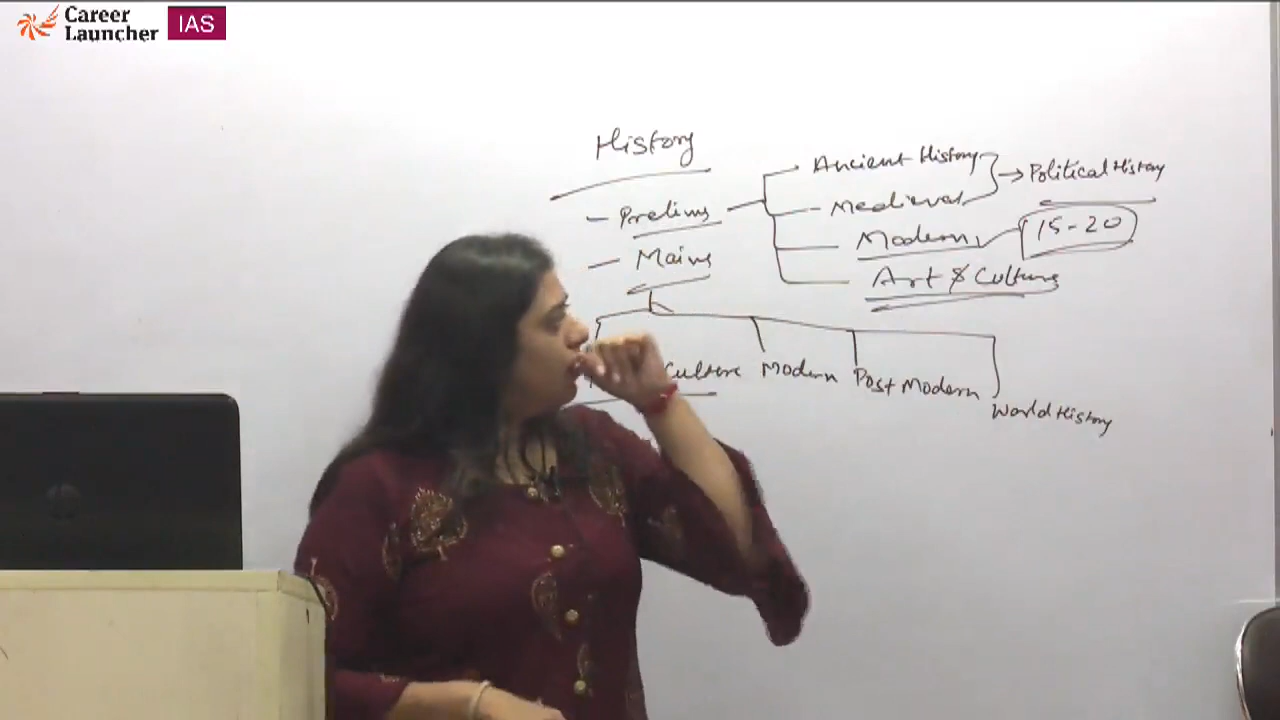 Career
Launcher
IAS
History
- Prelims
Ancient History
Medieval
Political History
Modern
15-20
Art & Culture
- Mains
Culture
Modern
Post Modern
World History